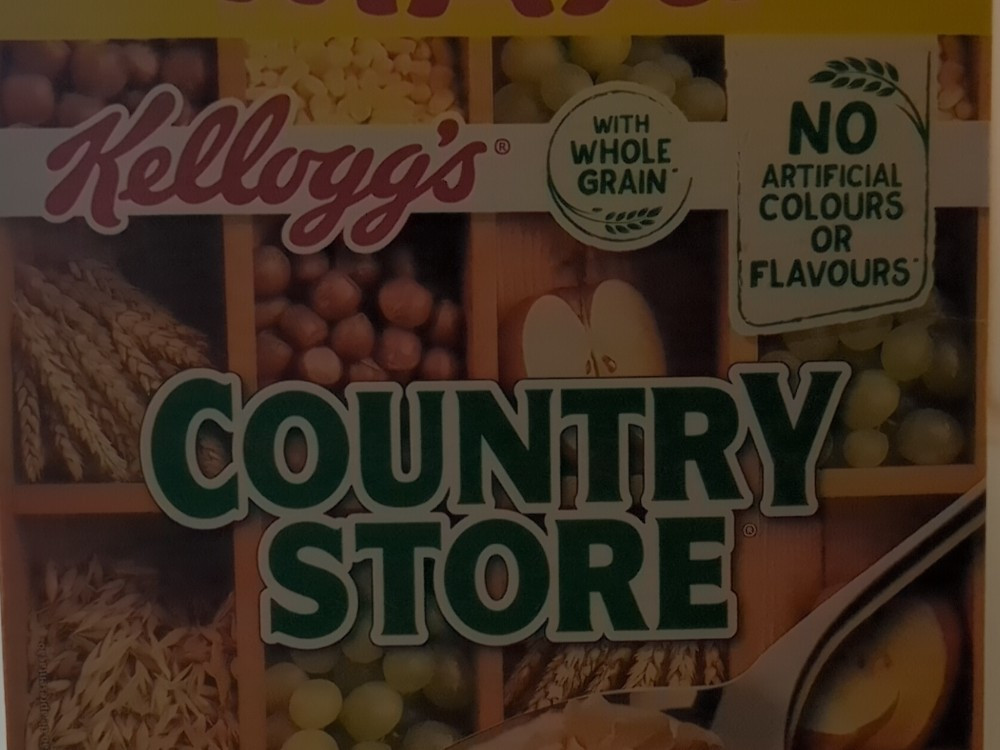 Kellogg's®
WITH
WHOLE
GRAIN
NO
ARTIFICIAL
COLOURS
OR
FLAVOURS
COUNTRY
STORE®